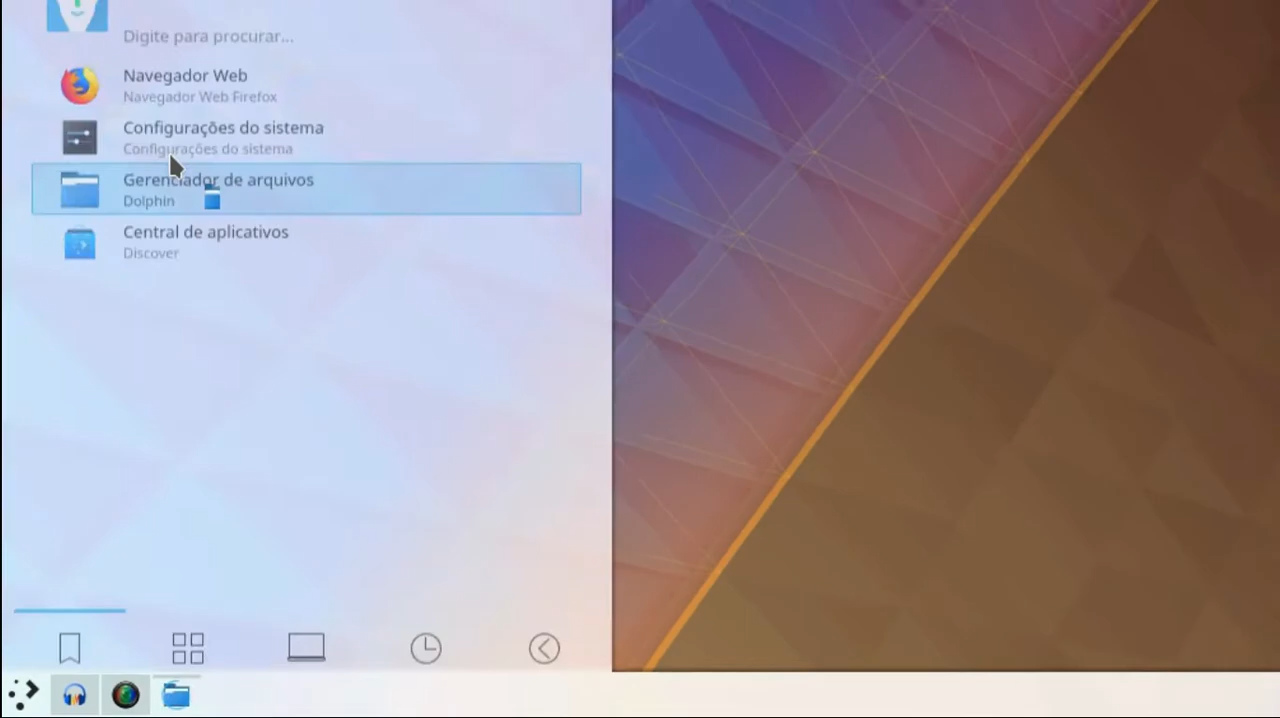 Digite para procurar...
Navegador Web
Navegador Web Firefox
Configurações do sistema
Configurações do sistema
Gerenciador de arquivos
Dolphin
Central de aplicativos
Discover